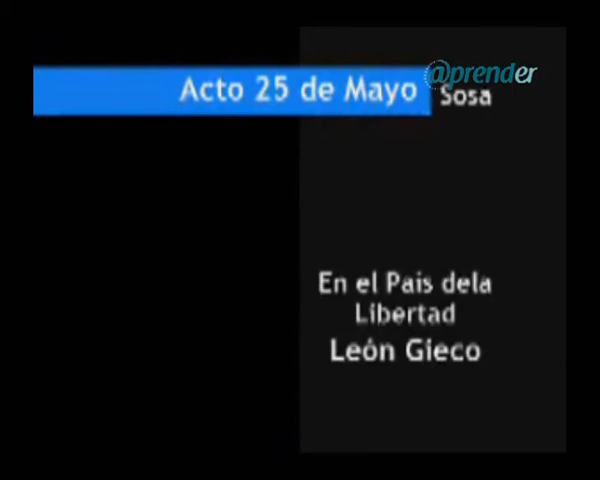 Acto 25 de Mayo
@prender
Sosa
En el Pais dela
Libertad
León Gieco